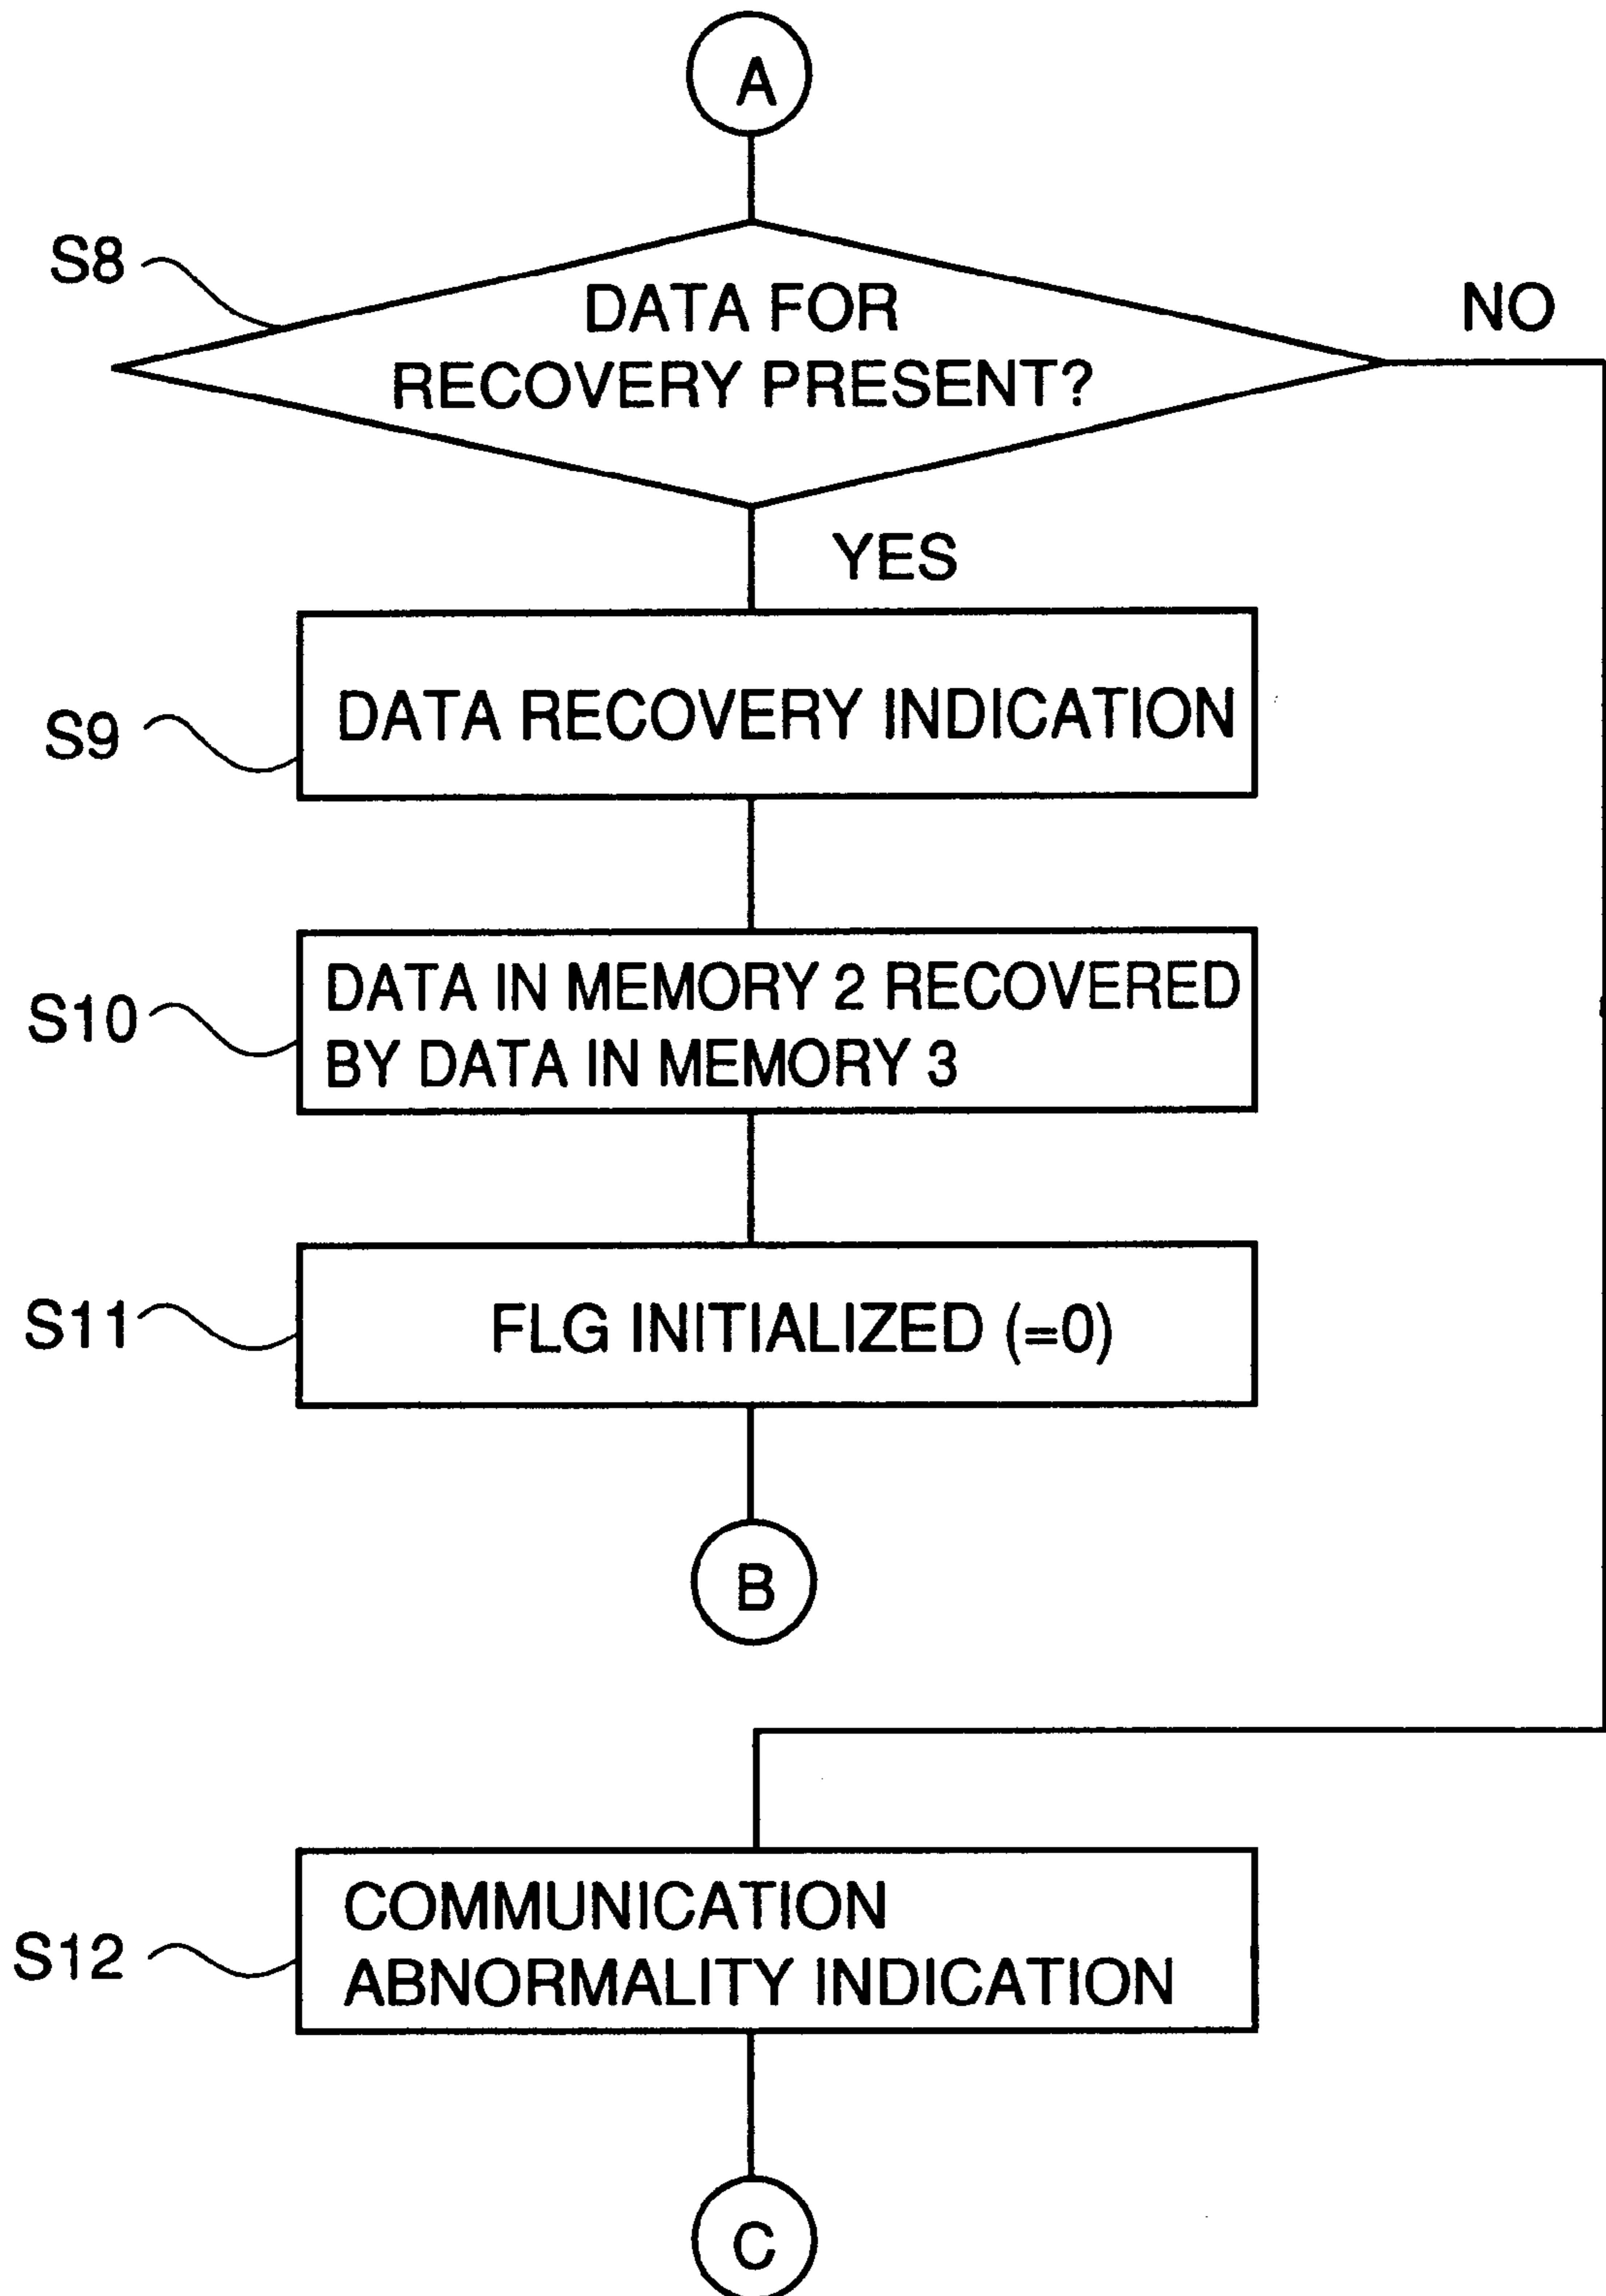 A
S8
DATA FOR
RECOVERY PRESENT?
NO
YES
S9
DATA RECOVERY INDICATION
S10
DATA IN MEMORY 2 RECOVERED
BY DATA IN MEMORY 3
S11
FLG INITIALIZED (=0)
B
S12
COMMUNICATION
ABNORMALITY INDICATION
C